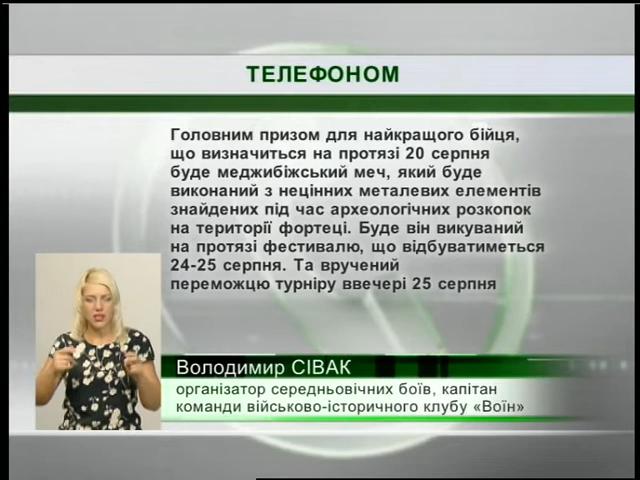 ТЕЛЕФОНОМ
Головним призом для найкращого бійця,
що визначиться на протязі 20 серпня
буде меджибіжський меч, який буде
виконаний з нецінних металевих елементів
знайдених під час археологічних розкопок
на території фортеці. Буде він викуваний
на протязі фестивалю, що відбуватиметься
24-25 серпня. Та вручений
переможцю турніру ввечері 25 серпня
Володимир СІВАК
організатор середньовічних боїв, капітан
команди військово-історичного клубу «Воїн»